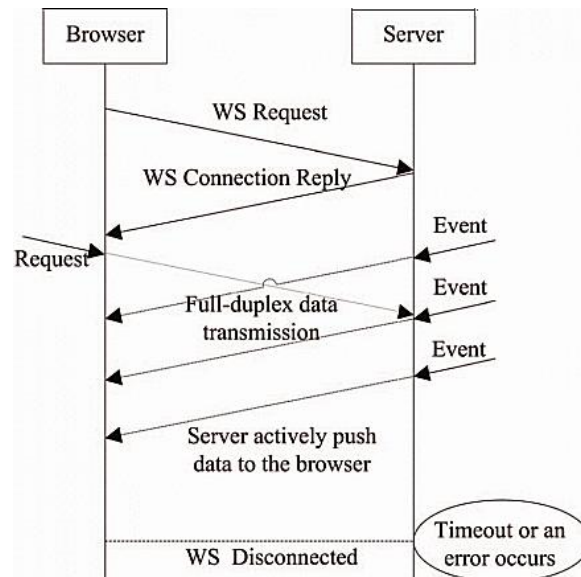 Browser
Server
WS Request
WS Connection Reply
Request
Event
Full-duplex data
transmission
Event
Event
Server actively push
data to the browser
Timeout or an
error occurs
WS Disconnected